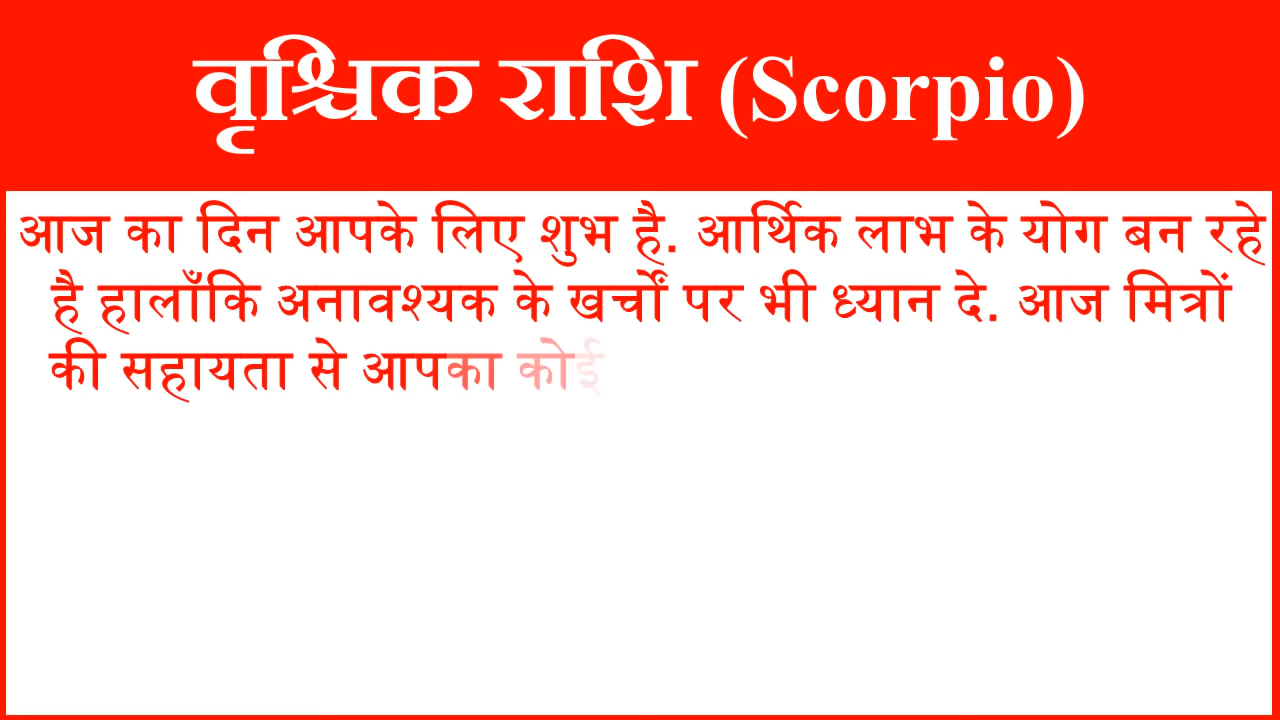 वृश्चिक राशि (Scorpio)
आज का दिन आपके लिए शुभ है. आर्थिक लाभ के योग बन रहे
है हालाँकि अनावश्यक के खर्चों पर भी ध्यान दे. आज मित्रों
की सहायता से आपका कोई